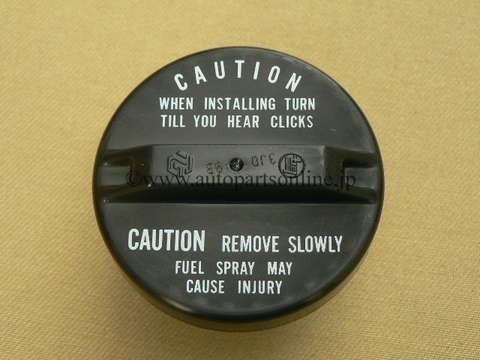 CAUTION
WHEN INSTALLING TURN
TILL YOU HEAR CLICKS
©www.autopartsonline.jp
CAUTION REMOVE SLOWLY
FUEL SPRAY MAY
CAUSE INJURY